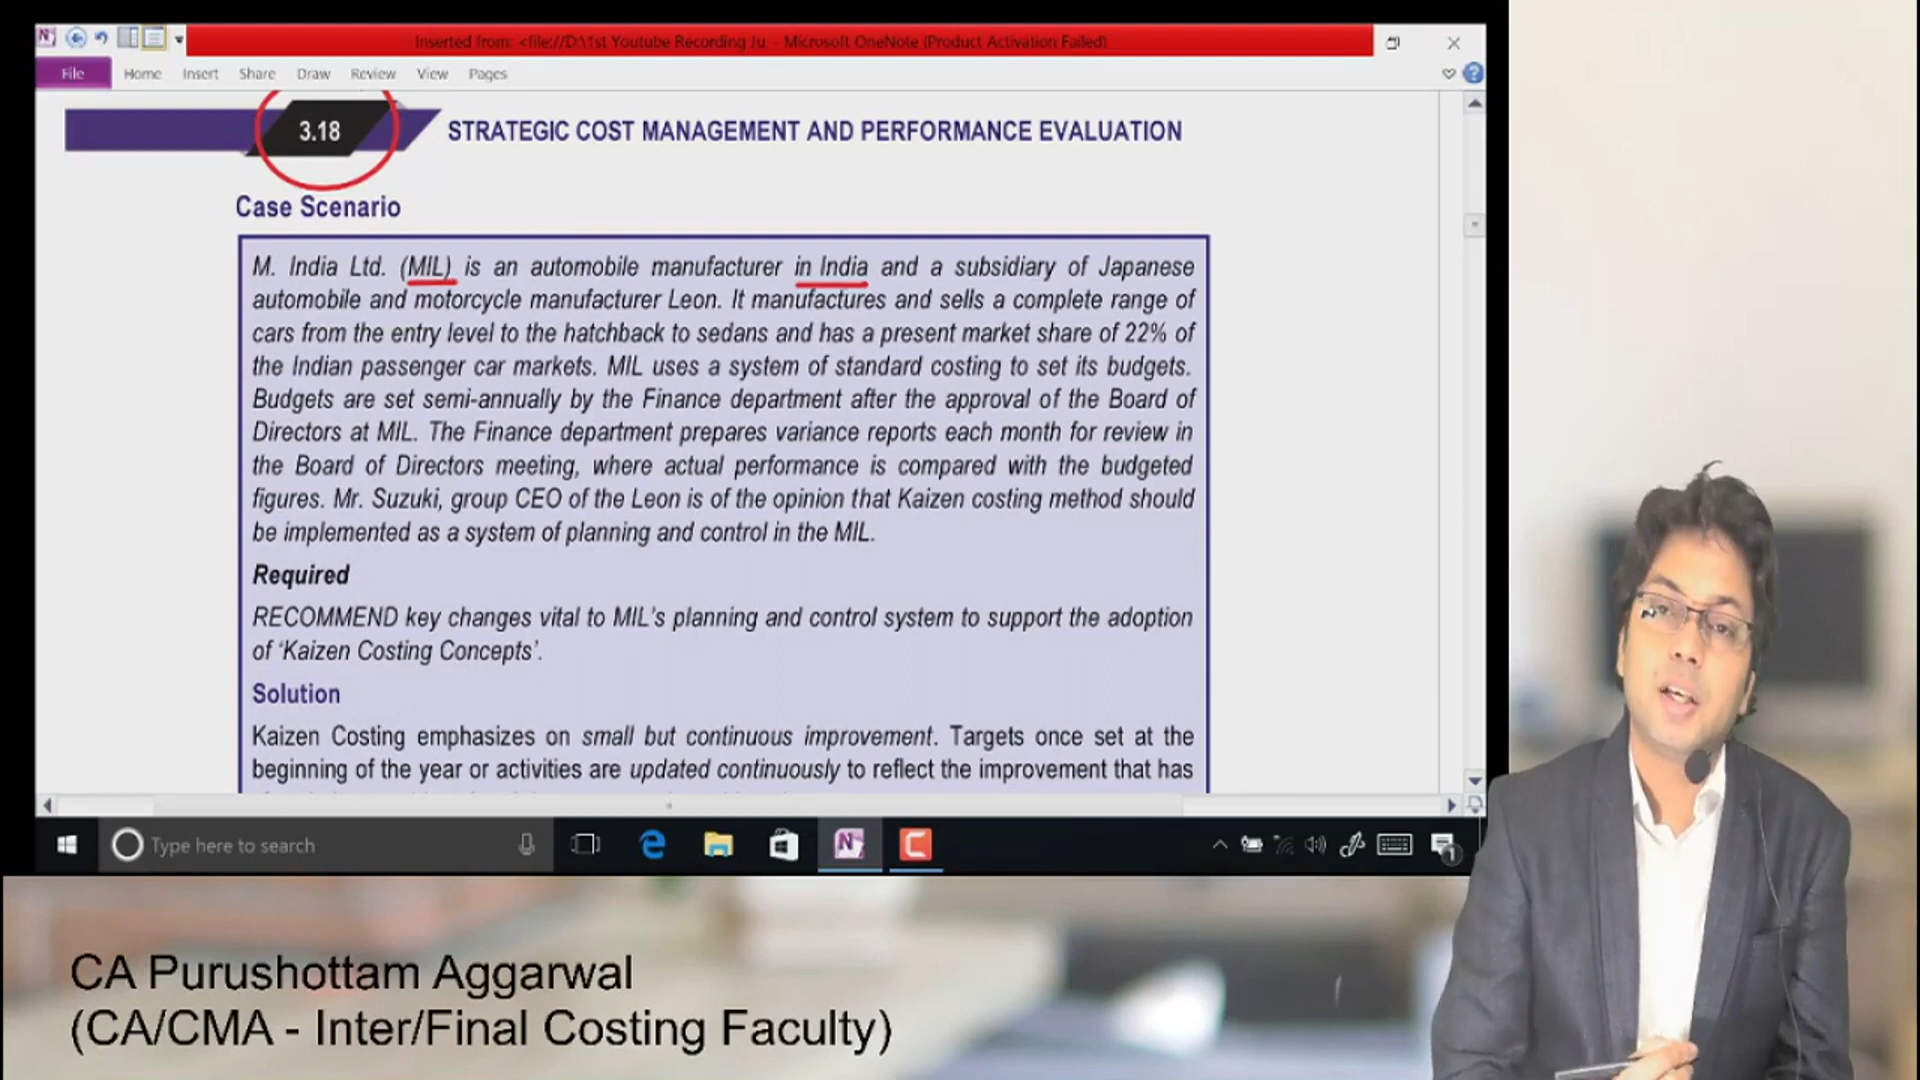 Inserted from: <file://D:\1st Youtube Recording Ju - Microsoft OneNote (Product Activation Failed)
File Home Insert Share Draw Review View Pages
3.18 STRATEGIC COST MANAGEMENT AND PERFORMANCE EVALUATION
Case Scenario
M. India Ltd. (MIL) is an automobile manufacturer in India and a subsidiary of Japanese
automobile and motorcycle manufacturer Leon. It manufactures and sells a complete range of
cars from the entry level to the hatchback to sedans and has a present market share of 22% of
the Indian passenger car markets. MIL uses a system of standard costing to set its budgets.
Budgets are set semi-annually by the Finance department after the approval of the Board of
Directors at MIL. The Finance department prepares variance reports each month for review in
the Board of Directors meeting, where actual performance is compared with the budgeted
figures. Mr. Suzuki, group CEO of the Leon is of the opinion that Kaizen costing method should
be implemented as a system of planning and control in the MIL.
Required
RECOMMEND key changes vital to MIL's planning and control system to support the adoption
of 'Kaizen Costing Concepts'.
Solution
Kaizen Costing emphasizes on small but continuous improvement. Targets once set at the
beginning of the year or activities are updated continuously to reflect the improvement that has
Type here to search
1
CA Purushottam Aggarwal
(CA/CMA - Inter/Final Costing Faculty)